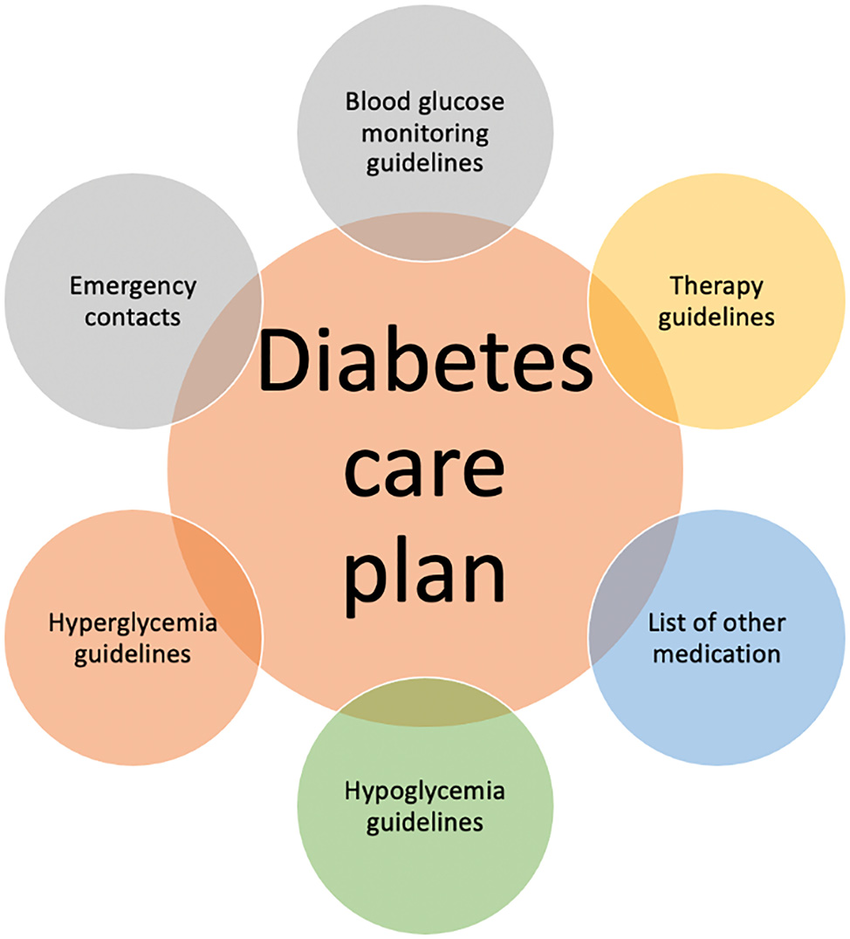 Blood glucose
monitoring
guidelines
Emergency
contacts
Therapy
guidelines
Diabetes
care
plan
Hyperglycemia
guidelines
List of other
medication
Hypoglycemia
guidelines